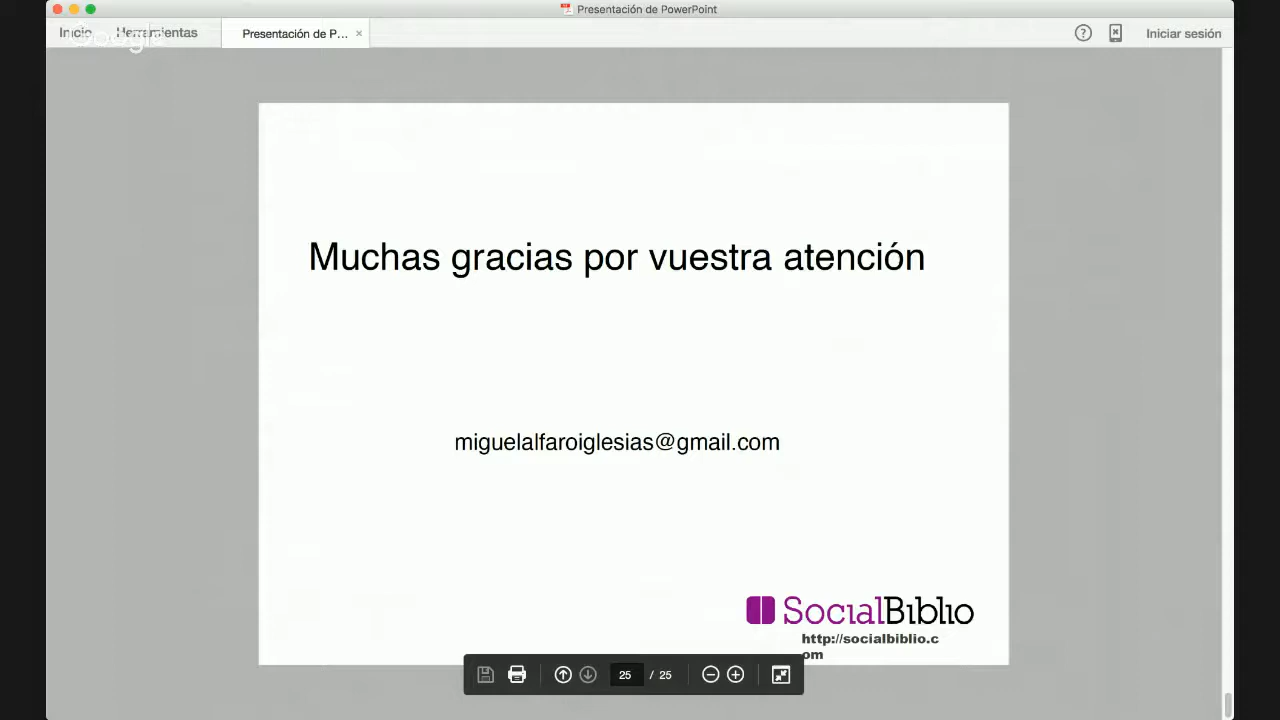 Presentación de PowerPoint
Inicio
Herramientas
Google
Presentación de P... ×
?
Iniciar sesión
Muchas gracias por vuestra atención
miguelalfaroiglesias@gmail.com
SocialBiblio
http://socialbiblio.c
om
25 / 25